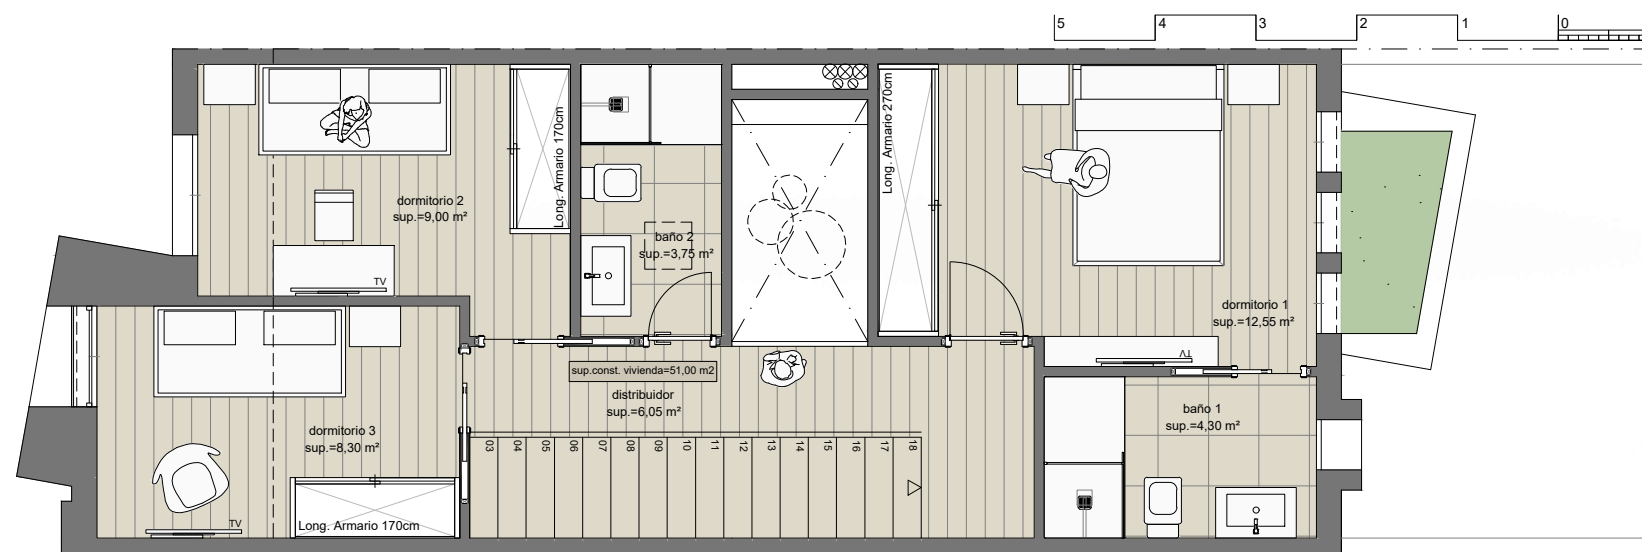 5 4 3 2 1 0
Long. Armario 170cm
Long. Armario 270cm
dormitorio 2
sup.=9,00 m²
TV
baño 2
sup.=3,75 m²
dormitorio 1
sup.=12,55 m²
TV
sup.const. vivienda=51,00 m2
distribuidor
sup.=6,05 m²
baño 1
sup.=4,30 m²
dormitorio 3
sup.=8,30 m²
03 04 05 06 07 08 09 10 11 12 13 14 15 16 17 18
Long. Armario 170cm
TV